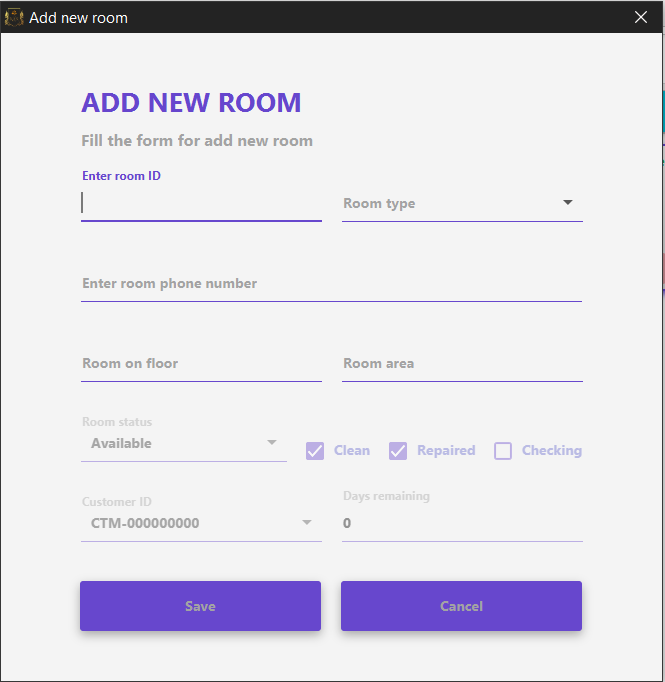 Add new room
ADD NEW ROOM
Fill the form for add new room
Enter room ID
Room type
Enter room phone number
Room on floor
Room area
Room status
Available
Clean
Repaired
Checking
Customer ID
CTM-000000000
Days remaining
0
Save
Cancel